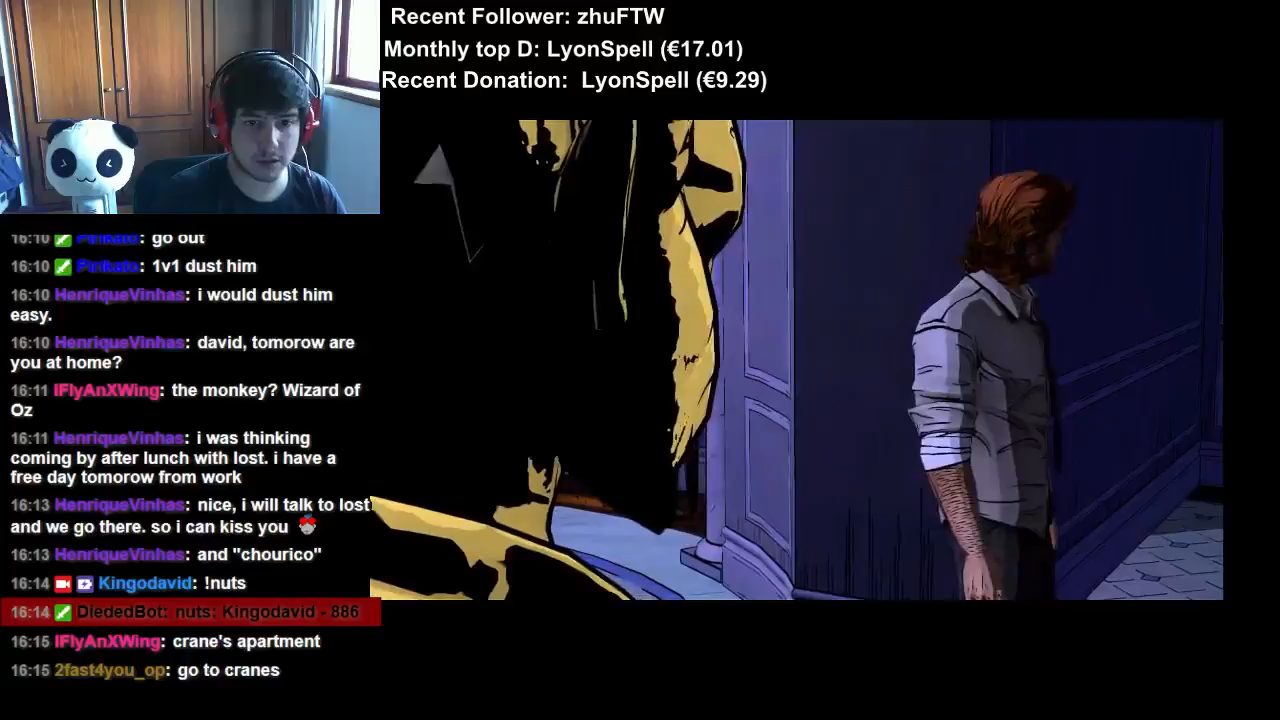 Recent Follower: zhuFTW
Monthly top D: LyonSpell (€17.01)
Recent Donation: LyonSpell (€9.29)
16:10 Pirikato: go out
16:10 Pirikato: 1v1 dust him
16:10 HenriqueVinhas: i would dust him
easy.
16:10 HenriqueVinhas: david, tomorow are
you at home?
16:11 IFlyAnXWing: the monkey? Wizard of
Oz
16:11 HenriqueVinhas: i was thinking
coming by after lunch with lost. i have a
free day tomorow from work
16:13 HenriqueVinhas: nice, i will talk to lost
and we go there. so i can kiss you
16:13 HenriqueVinhas: and "chourico"
16:14 Kingodavid: !nuts
16:14 DiededBot: nuts: Kingodavid - 886
16:15 IFlyAnXWing: crane's apartment
16:15 2fast4you_op: go to cranes